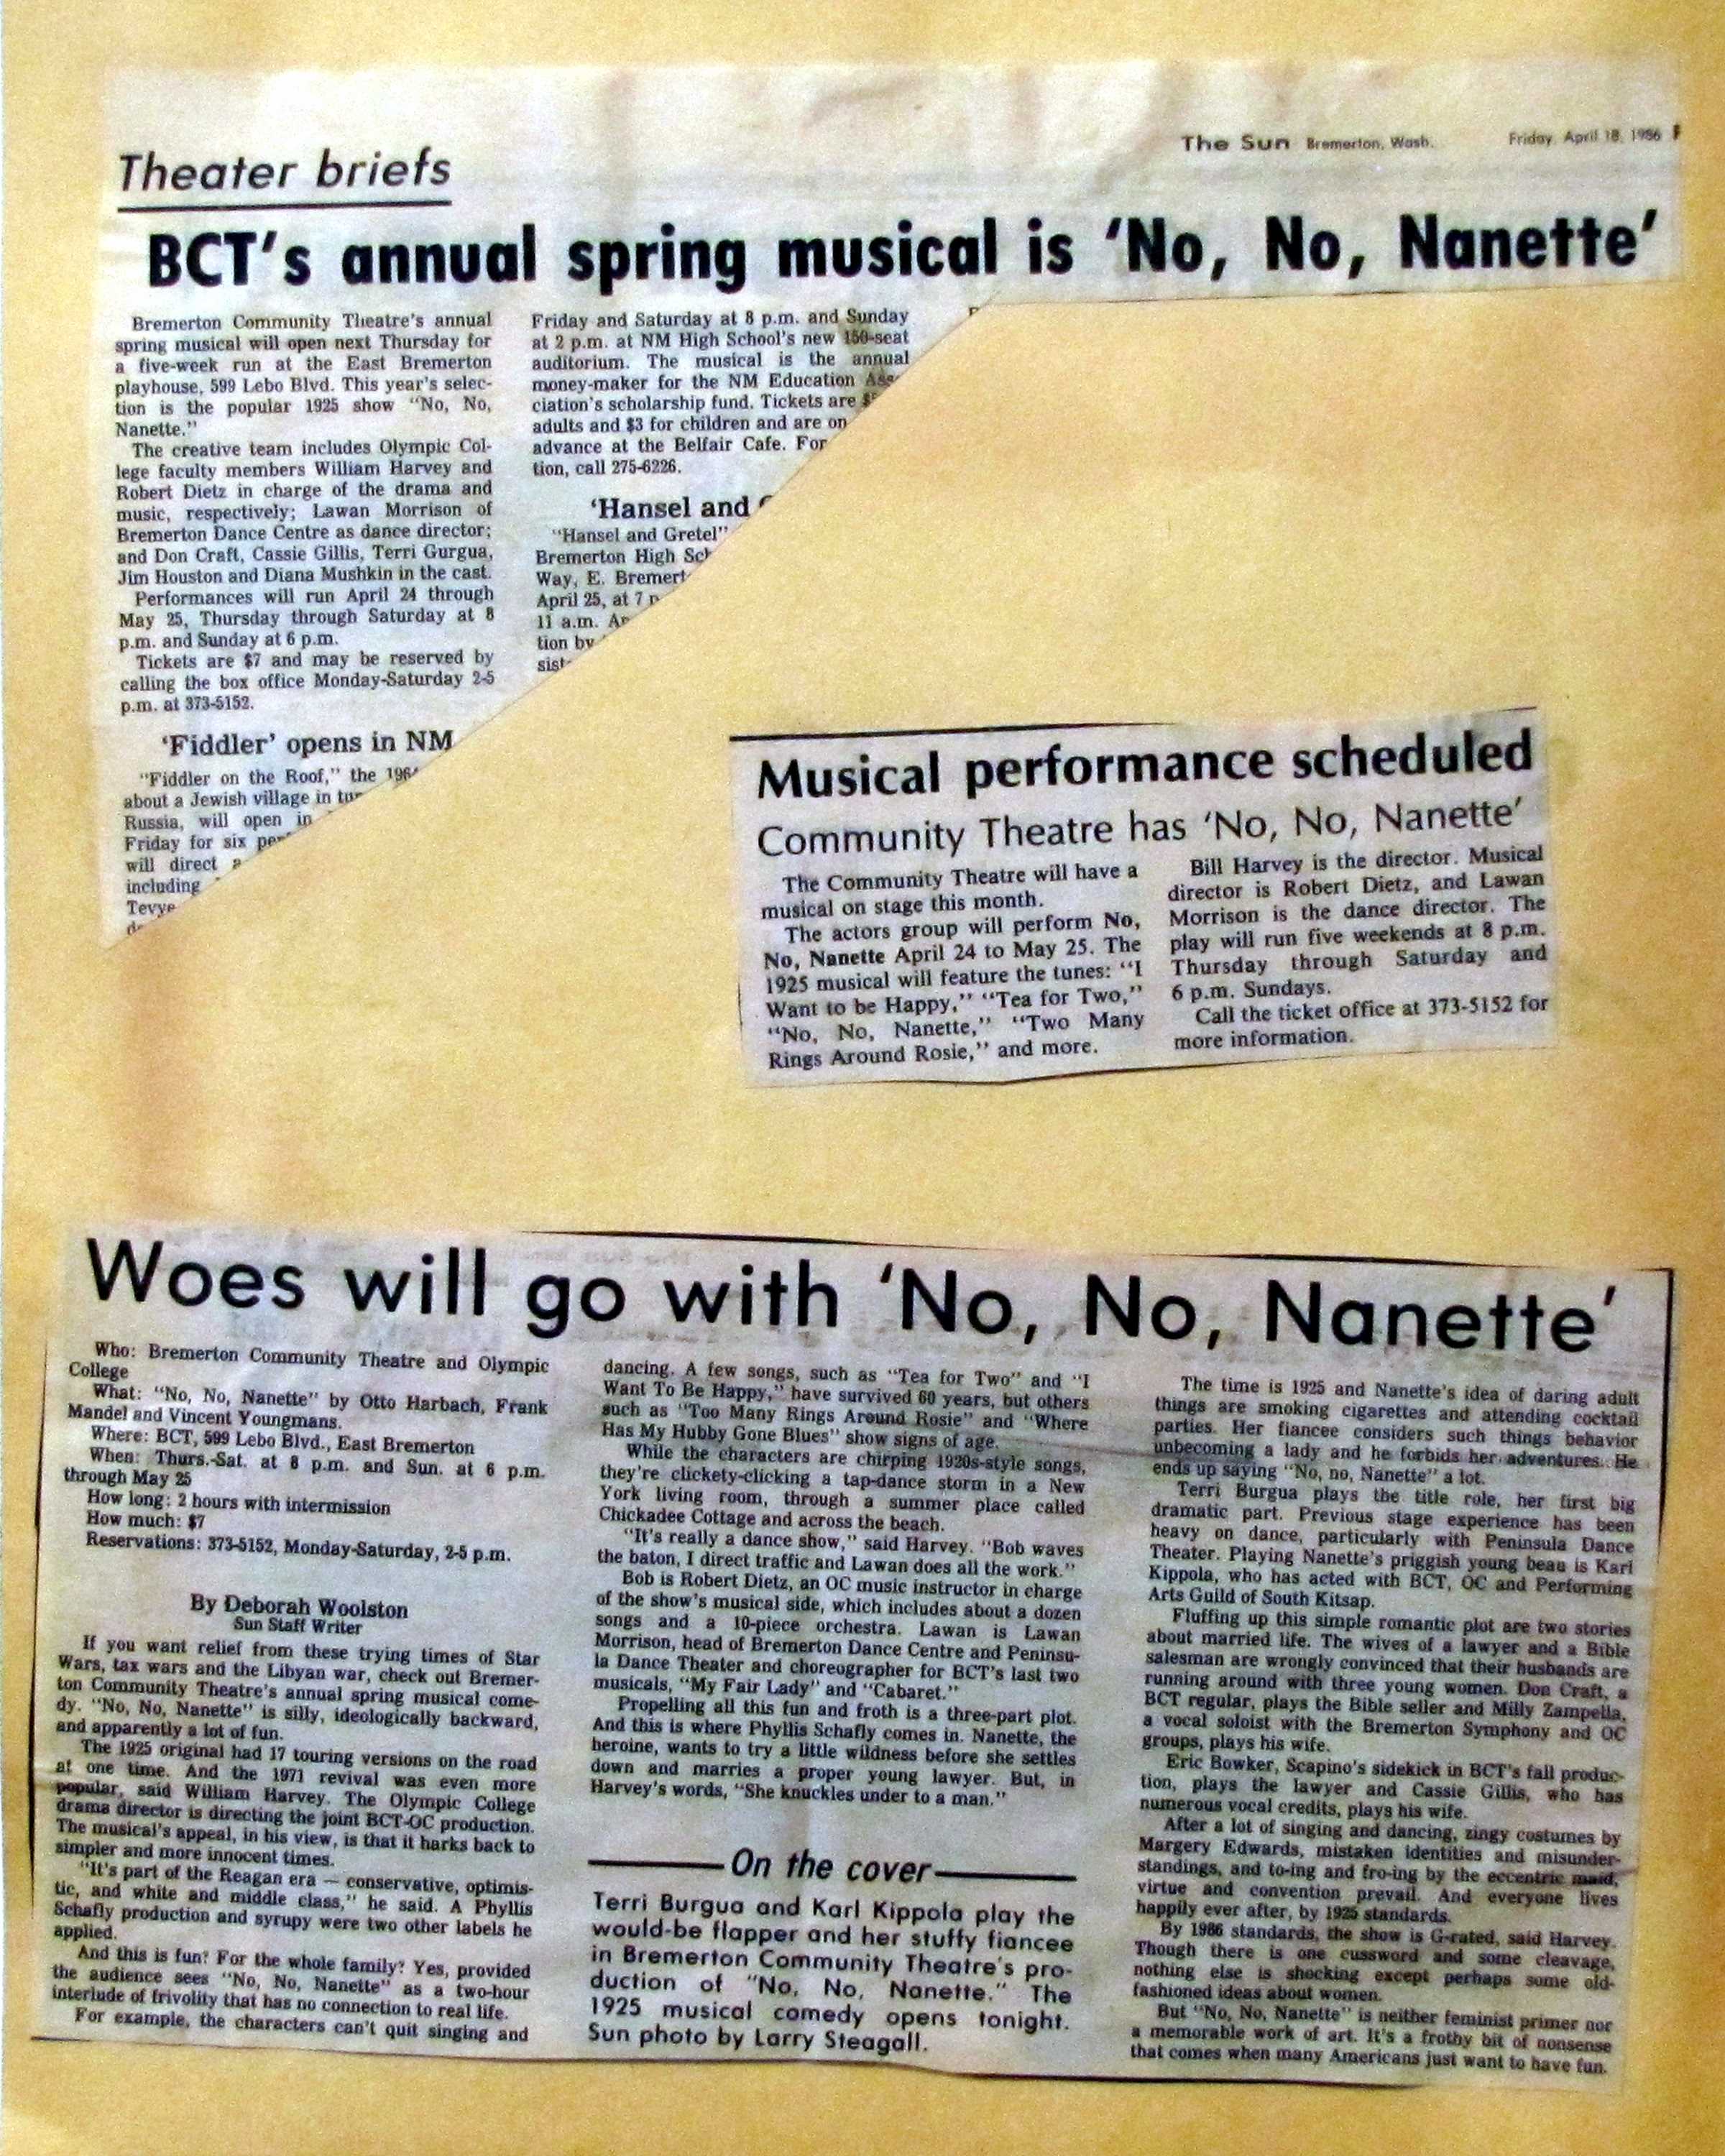 The Sun Bremerton, Wash. Friday, April 18, 1986
Theater briefs
BCT's annual spring musical is 'No, No, Nanette'
Bremerton Community Theatre's annual
spring musical will open next Thursday for
a five-week run at the East Bremerton
playhouse, 599 Lebo Blvd. This year's selec-
tion is the popular 1925 show "No, No,
Nanette."
The creative team includes Olympic Col-
lege faculty members William Harvey and
Robert Dietz in charge of the drama and
music, respectively; Lawan Morrison of
Bremerton Dance Centre as dance director;
and Don Craft, Cassie Gillis, Terri Gurgua,
Jim Houston and Diana Mushkin in the cast.
Performances will run April 24 through
May 25, Thursday through Saturday at 8
p.m. and Sunday at 6 p.m.
Tickets are $7 and may be reserved by
calling the box office Monday-Saturday 2-5
p.m. at 373-5152.
'Fiddler' opens in NM
"Fiddler on the Roof," the
about a Jewish village in
Russia, will open in
Friday for six
will direct
including
Tevye
Friday and Saturday at 8 p.m. and Sunday
at 2 p.m. at NM High School's new 150-seat
auditorium. The musical is the annual
money-maker for the NM Education
ciation's scholarship fund. Tickets are
adults and $3 for children and are on
advance at the Belfair Cafe. For
tion, call 275-6226.
'Hansel and
"Hansel and Gretel"
Bremerton High
Way, E.
April 25, at 7
11 a.m.
tion by
Musical performance scheduled
Community Theatre has 'No, No, Nanette'
The Community Theatre will have a
musical on stage this month.
The actors group will perform No,
No, Nanette April 24 to May 25. The
1925 musical will feature the tunes: "I
Want to be Happy," "Tea for Two,"
"No, No, Nanette," "Two Many
Rings Around Rosie," and more.
Bill Harvey is the director. Musical
director is Robert Dietz, and Lawan
Morrison is the dance director. The
play will run five weekends at 8 p.m.
Thursday through Saturday and
6 p.m. Sundays.
Call the ticket office at 373-5152 for
more information.
Woes will go with 'No, No, Nanette'
Who: Bremerton Community Theatre and Olympic
College
What: "No, No, Nanette" by Otto Harbach, Frank
Mandel and Vincent Youngmans.
Where: BCT, 599 Lebo Blvd., East Bremerton
When: Thurs.-Sat. at 8 p.m. and Sun. at 6 p.m.
through May 25
How long: 2 hours with intermission
How much: $7
Reservations: 373-5152, Monday-Saturday, 2-5 p.m.
By Deborah Woolston
Sun Staff Writer
If you want relief from these trying times of Star
Wars, tax wars and the Libyan war, check out Bremer-
ton Community Theatre's annual spring musical come-
dy. "No, No, Nanette" is silly, ideologically backward,
and apparently a lot of fun.
The 1925 original had 17 touring versions on the road
at one time. And the 1971 revival was even more
popular, said William Harvey. The Olympic College
drama director is directing the joint BCT-OC production.
The musical's appeal, in his view, is that it harks back to
simpler and more innocent times.
"It's part of the Reagan era — conservative, optimis-
tic, and white and middle class," he said. A Phyllis
Schafly production and syrupy were two other labels he
applied.
And this is fun? For the whole family? Yes, provided
the audience sees "No, No, Nanette" as a two-hour
interlude of frivolity that has no connection to real life.
For example, the characters can't quit singing and
dancing. A few songs, such as "Tea for Two" and "I
Want To Be Happy," have survived 60 years, but others
such as "Too Many Rings Around Rosie" and "Where
Has My Hubby Gone Blues" show signs of age.
While the characters are chirping 1920s-style songs,
they're clickety-clicking a tap-dance storm in a New
York living room, through a summer place called
Chickadee Cottage and across the beach.
"It's really a dance show," said Harvey. "Bob waves
the baton, I direct traffic and Lawan does all the work."
Bob is Robert Dietz, an OC music instructor in charge
of the show's musical side, which includes about a dozen
songs and a 10-piece orchestra. Lawan is Lawan
Morrison, head of Bremerton Dance Centre and Peninsu-
la Dance Theater and choreographer for BCT's last two
musicals, "My Fair Lady" and "Cabaret."
Propelling all this fun and froth is a three-part plot.
And this is where Phyllis Schafly comes in. Nanette, the
heroine, wants to try a little wildness before she settles
down and marries a proper young lawyer. But, in
Harvey's words, "She knuckles under to a man."
On the cover
Terri Burgua and Karl Kippola play the
would-be flapper and her stuffy fiancee
in Bremerton Community Theatre's pro-
duction of "No, No, Nanette." The
1925 musical comedy opens tonight.
Sun photo by Larry Steagall.
The time is 1925 and Nanette's idea of daring adult
things are smoking cigarettes and attending cocktail
parties. Her fiancee considers such things behavior
unbecoming a lady and he forbids her adventures. He
ends up saying "No, no, Nanette" a lot.
Terri Burgua plays the title role, her first big
dramatic part. Previous stage experience has been
heavy on dance, particularly with Peninsula Dance
Theater. Playing Nanette's priggish young beau is Karl
Kippola, who has acted with BCT, OC and Performing
Arts Guild of South Kitsap.
Fluffing up this simple romantic plot are two stories
about married life. The wives of a lawyer and a Bible
salesman are wrongly convinced that their husbands are
running around with three young women. Don Craft, a
BCT regular, plays the Bible seller and Milly Zampella,
a vocal soloist with the Bremerton Symphony and OC
groups, plays his wife.
Eric Bowker, Scapino's sidekick in BCT's fall produc-
tion, plays the lawyer and Cassie Gillis, who has
numerous vocal credits, plays his wife.
After a lot of singing and dancing, zingy costumes by
Margery Edwards, mistaken identities and misunder-
standings, and to-ing and fro-ing by the eccentric maid,
virtue and convention prevail. And everyone lives
happily ever after, by 1925 standards.
By 1986 standards, the show is G-rated, said Harvey.
Though there is one cussword and some cleavage,
nothing else is shocking except perhaps some old-
fashioned ideas about women.
But "No, No, Nanette" is neither feminist primer nor
a memorable work of art. It's a frothy bit of nonsense
that comes when many Americans just want to have fun.